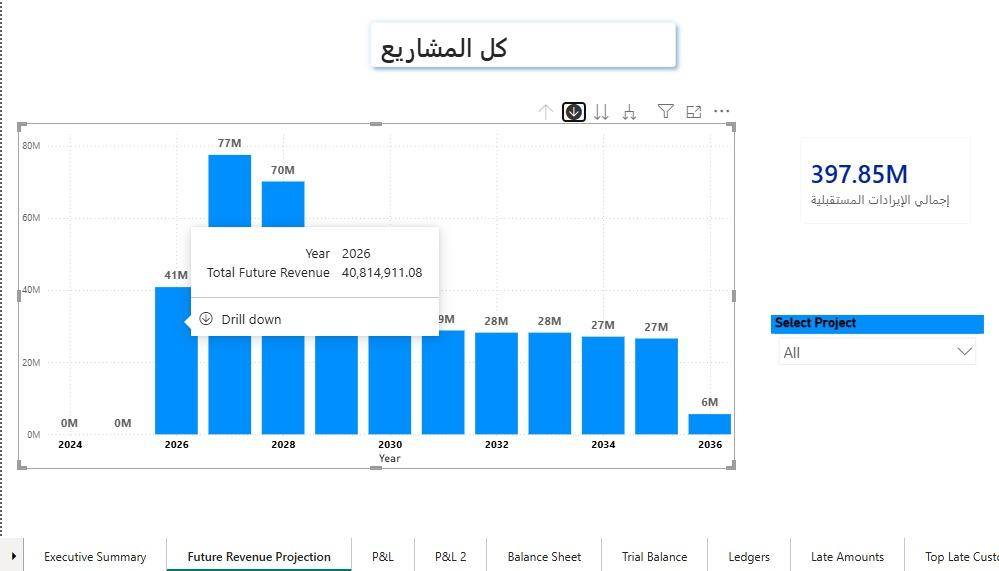 كل المشاريع
80M
60M
40M
20M
0M
0M
0M
41M
77M
70M
9M
28M
28M
27M
27M
6M
Year 2026
Total Future Revenue 40,814,911.08
Drill down
2024 2026 2028 2030 2032 2034 2036
Year
397.85M
إجمالي الإيرادات المستقبلية
Select Project
All
Executive Summary Future Revenue Projection P&L P&L 2 Balance Sheet Trial Balance Ledgers Late Amounts Top Late Custo